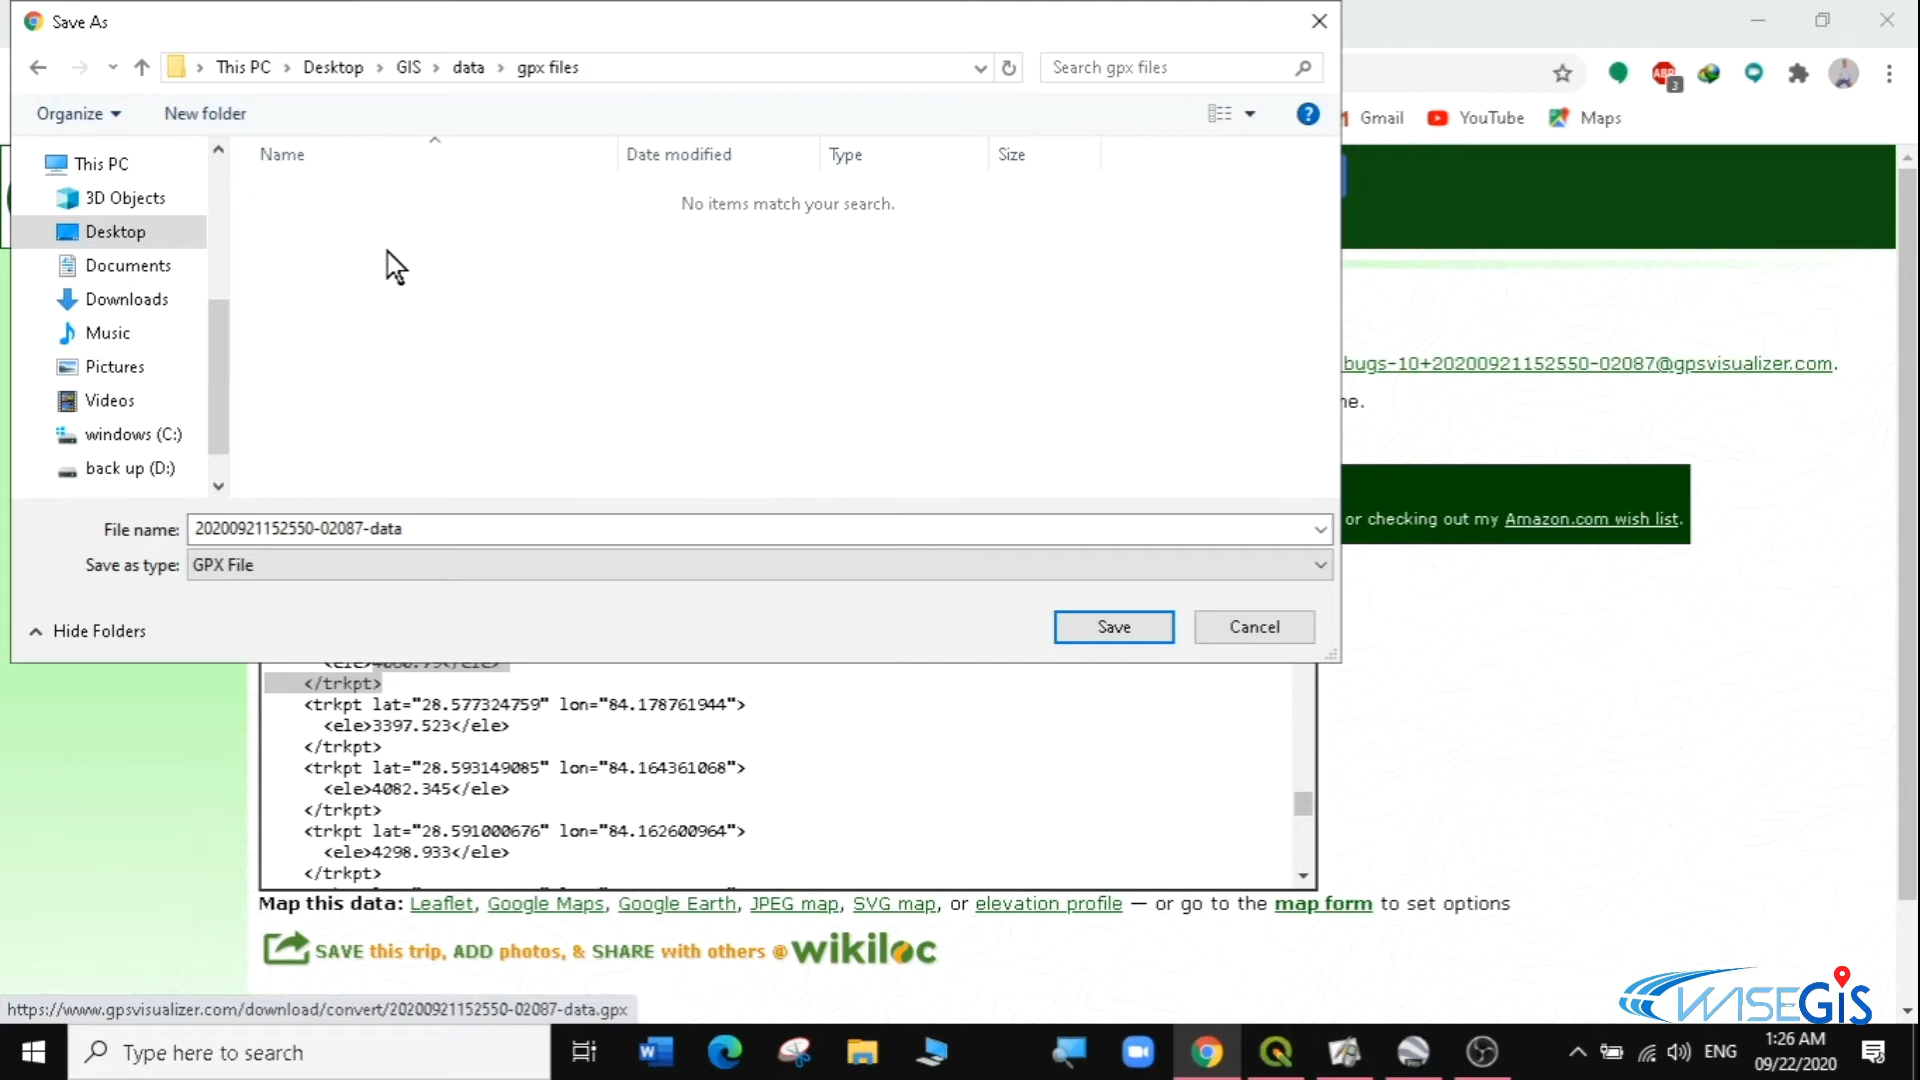 Save As
This PC > Desktop > GIS > data > gpx files
Search gpx files
Organize
New folder
Name
Date modified
Type
Size
No items match your search.
This PC
3D Objects
Desktop
Documents
Downloads
Music
Pictures
Videos
windows (C:)
back up (D:)
File name: 20200921152550-02087-data
Save as type: GPX File
Hide Folders
Save
Cancel
ABP
3
Gmail
YouTube
Maps
bugs-10+20200921152550-02087@gpsvisualizer.com.
or checking out my Amazon.com wish list.
</trkpt>
<trkpt lat="28.577324759" lon="84.178761944">
<ele>3397.523</ele>
</trkpt>
<trkpt lat="28.593149085" lon="84.164361068">
<ele>4082.345</ele>
</trkpt>
<trkpt lat="28.591000676" lon="84.162600964">
<ele>4298.933</ele>
</trkpt>
Map this data: Leaflet, Google Maps, Google Earth, JPEG map, SVG map, or elevation profile — or go to the map form to set options
SAVE this trip, ADD photos, & SHARE with others @ wikiloc
https://www.gpsvisualizer.com/download/convert/20200921152550-02087-data.gpx
WISEGIS
Type here to search
ENG
1:26 AM
09/22/2020